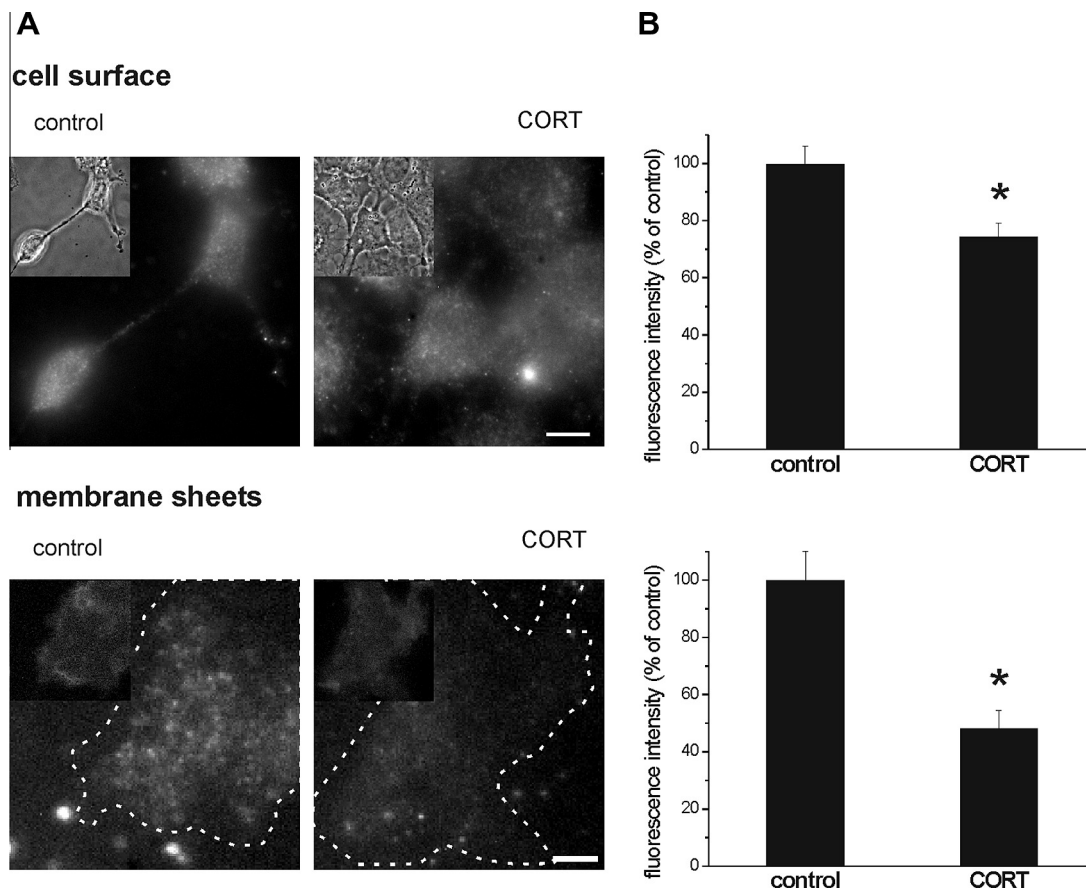 A
B
cell surface
control
CORT
fluorescence intensity (% of control)
100
80
60
40
20
0
*
control
CORT
membrane sheets
control
CORT
fluorescence intensity (% of control)
100
80
60
40
20
0
*
control
CORT